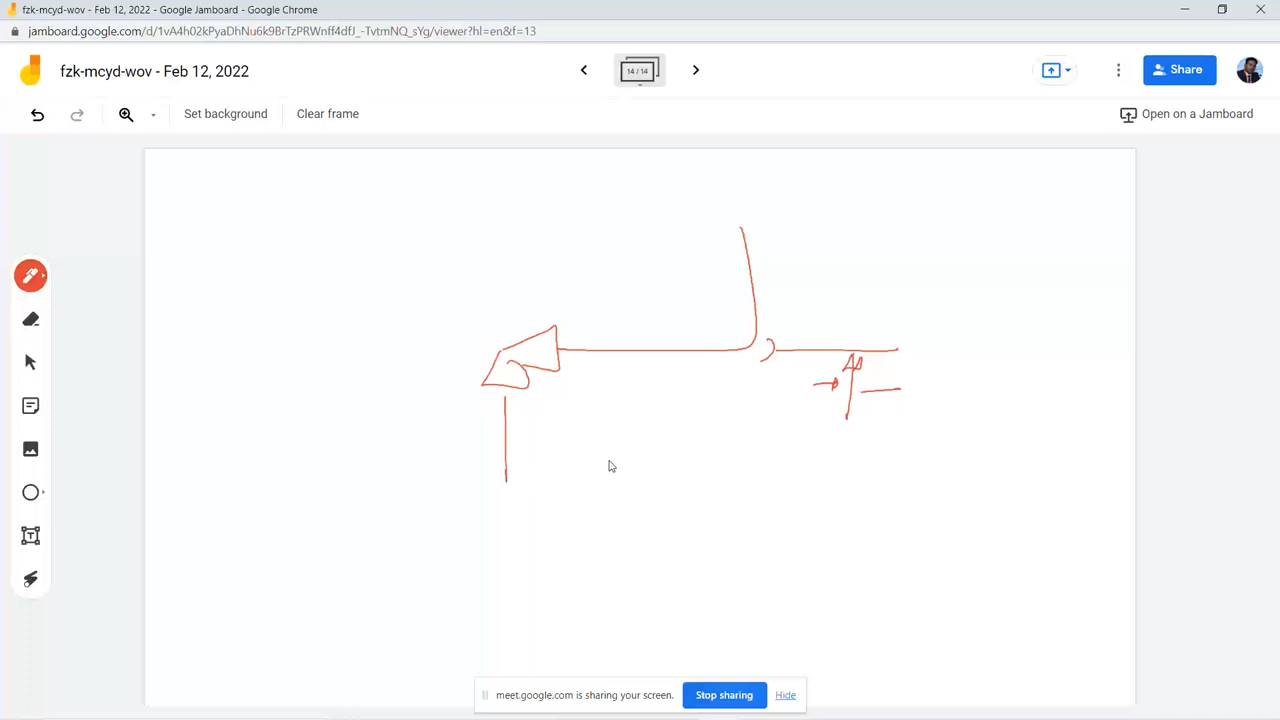 fzk-mcyd-wov - Feb 12, 2022 - Google Jamboard - Google Chrome
jamboard.google.com/d/1vA4h02kPyaDhNu6k9BrTzPRWnff4dfJ_-TvtmNQ_sYg/viewer?hl=en&f=13
fzk-mcyd-wov - Feb 12, 2022
14 / 14
Share
Set background
Clear frame
Open on a Jamboard
T
meet.google.com is sharing your screen.
Stop sharing
Hide